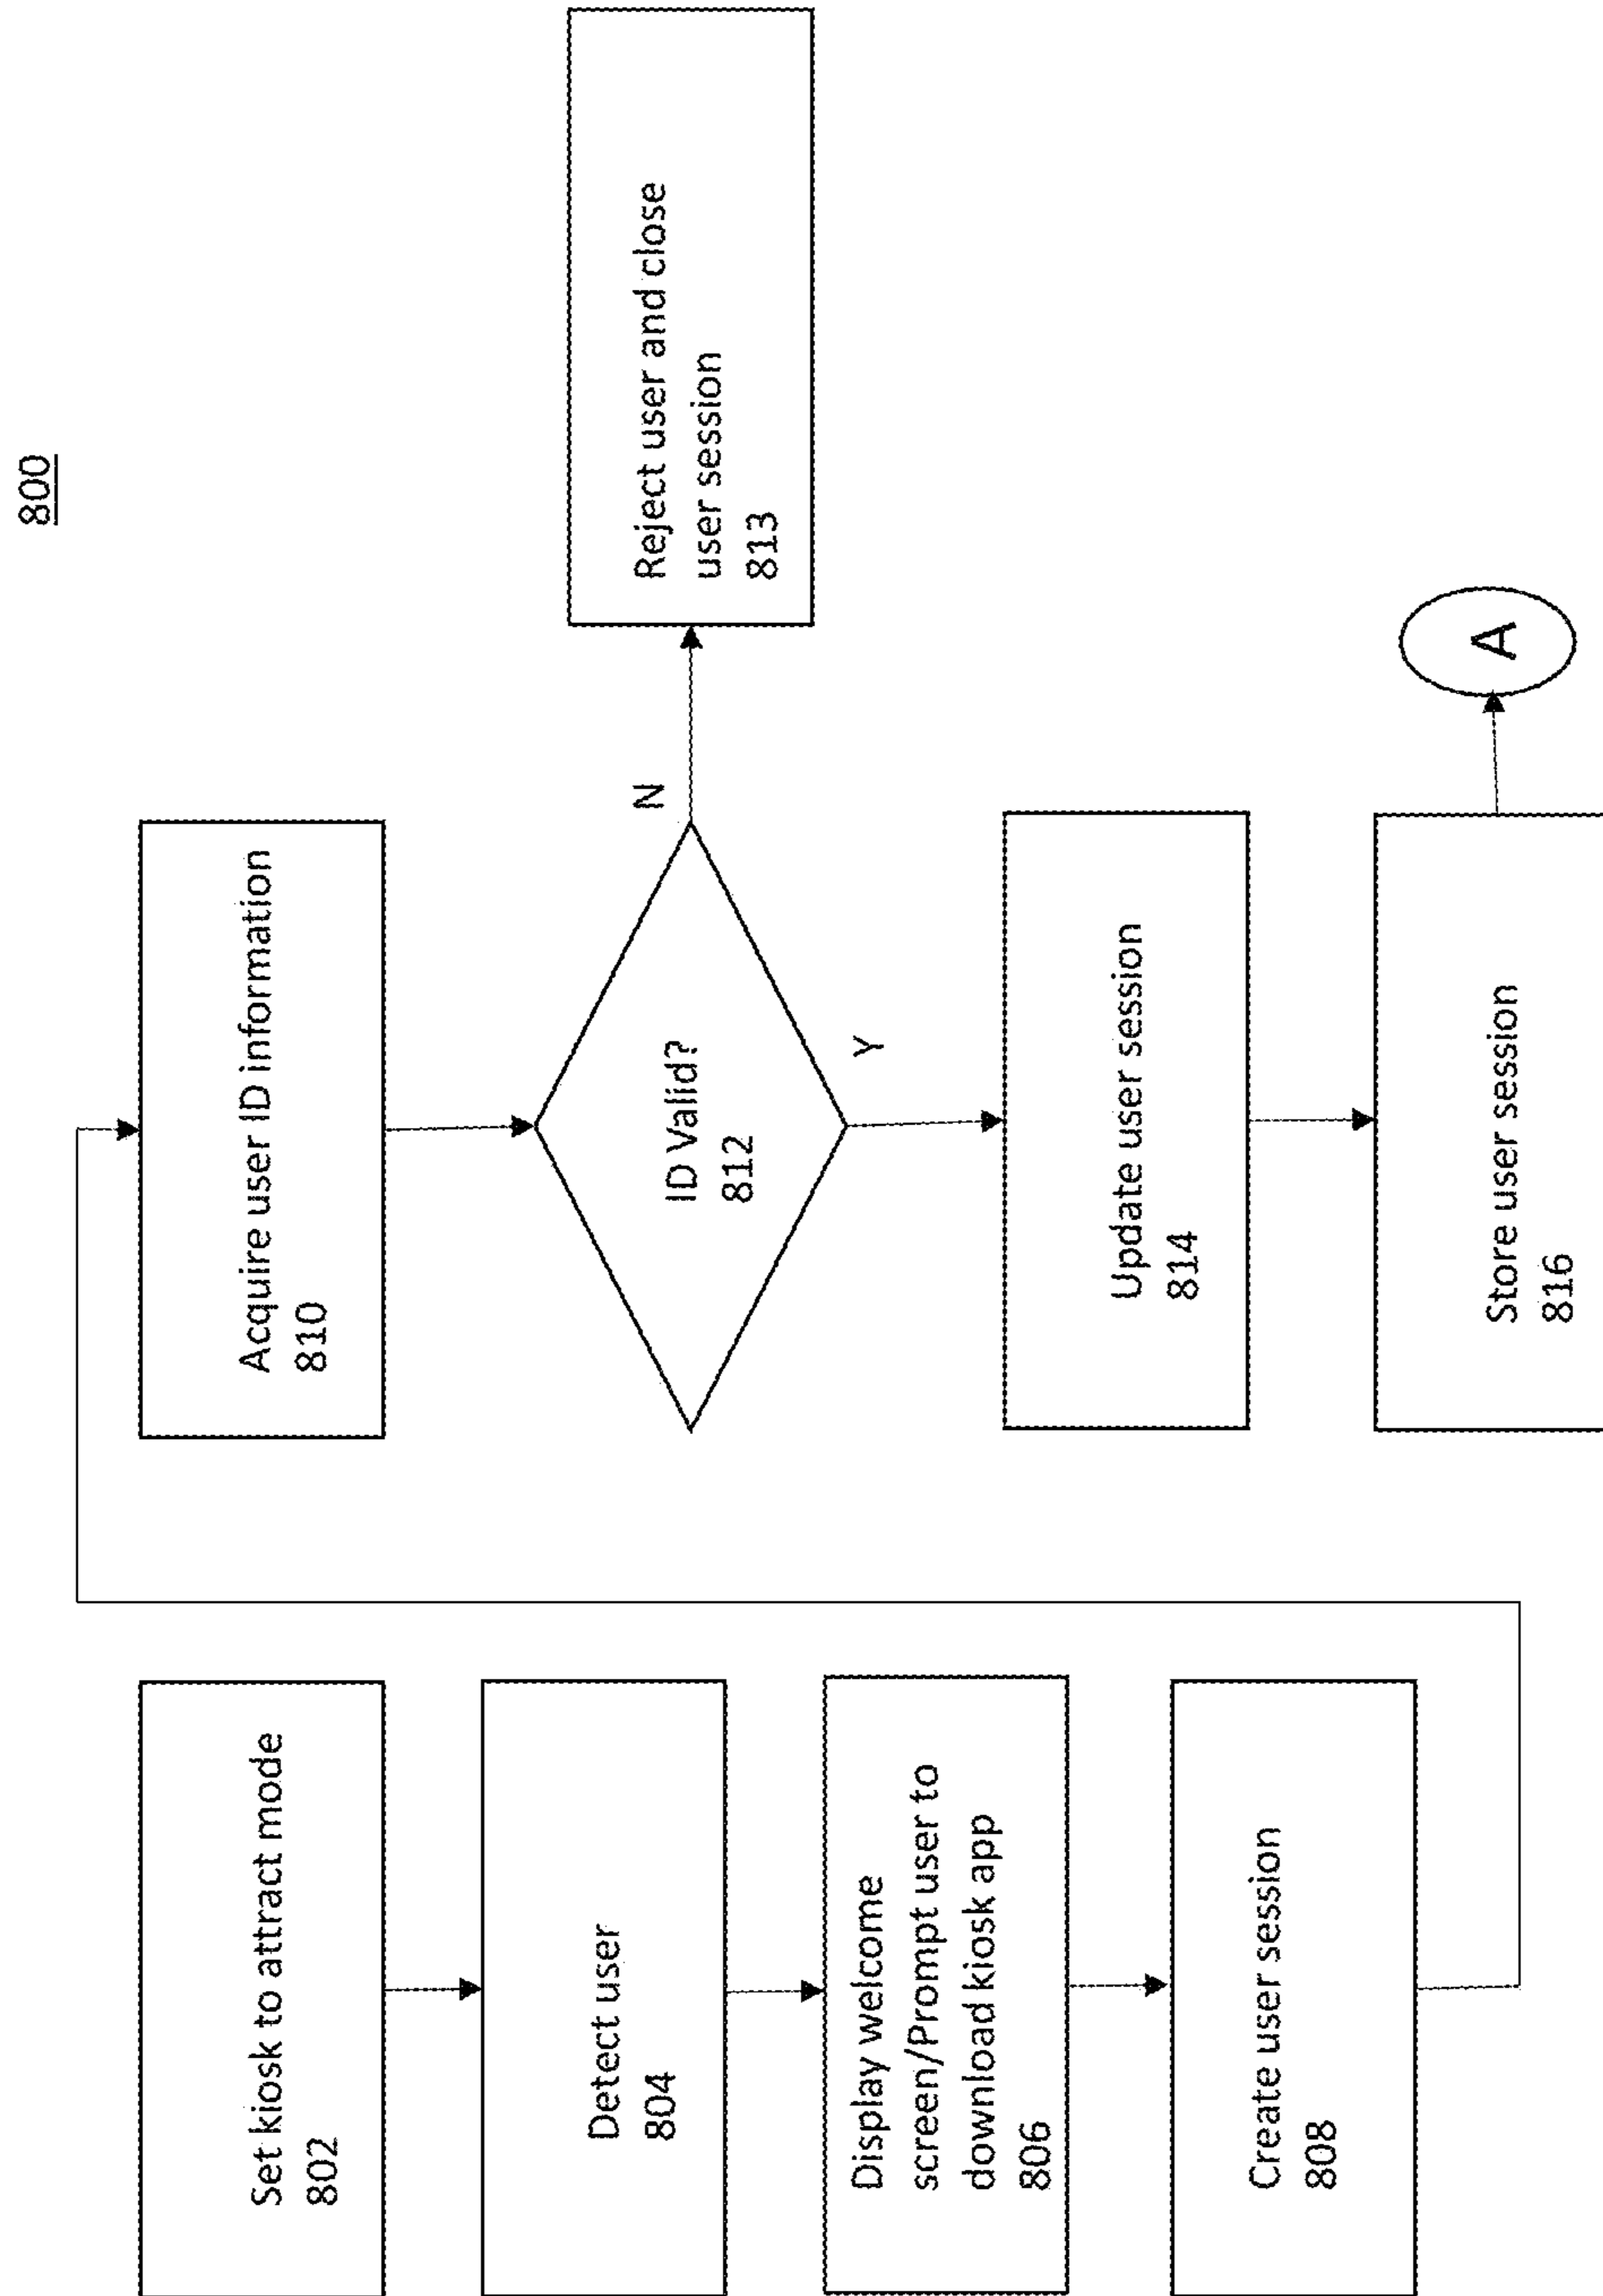 800
Set kiosk to attract mode
802
Detect user
804
Display welcome
screen/Prompt user to
download kiosk app
806
Create user session
808
Acquire user ID information
810
ID Valid?
812
N
Y
Reject user and close
user session
813
Update user session
814
Store user session
816
A